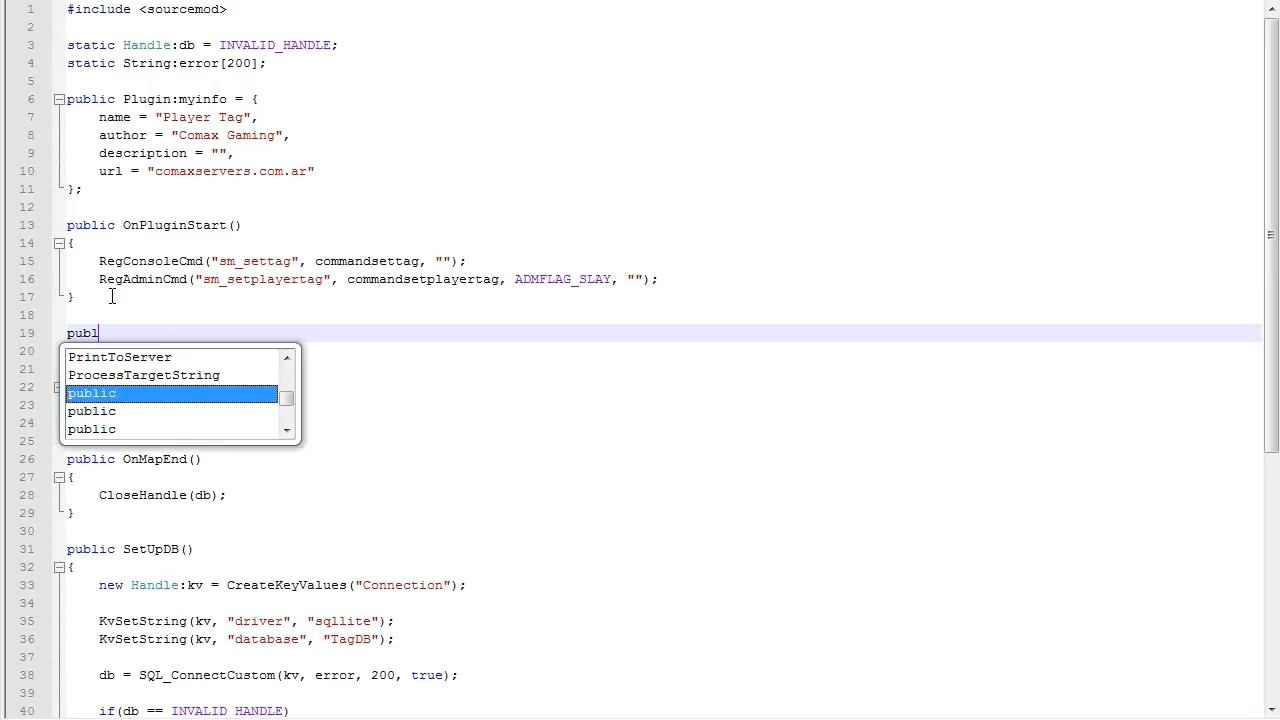 1 #include <sourcemod>
2
3 static Handle:db = INVALID_HANDLE;
4 static String:error[200];
5
6 public Plugin:myinfo = {
7 name = "Player Tag",
8 author = "Comax Gaming",
9 description = "",
10 url = "comaxservers.com.ar"
11 };
12
13 public OnPluginStart()
14 {
15 RegConsoleCmd("sm_settag", commandsettag, "");
16 RegAdminCmd("sm_setplayertag", commandsetplayertag, ADMFLAG_SLAY, "");
17 }
18
19 publ
20 PrintToServer
21 ProcessTargetString
22 public
23 public
24 public
25
26 public OnMapEnd()
27 {
28 CloseHandle(db);
29 }
30
31 public SetUpDB()
32 {
33 new Handle:kv = CreateKeyValues("Connection");
34
35 KvSetString(kv, "driver", "sqllite");
36 KvSetString(kv, "database", "TagDB");
37
38 db = SQL_ConnectCustom(kv, error, 200, true);
39
40 if(db == INVALID_HANDLE)